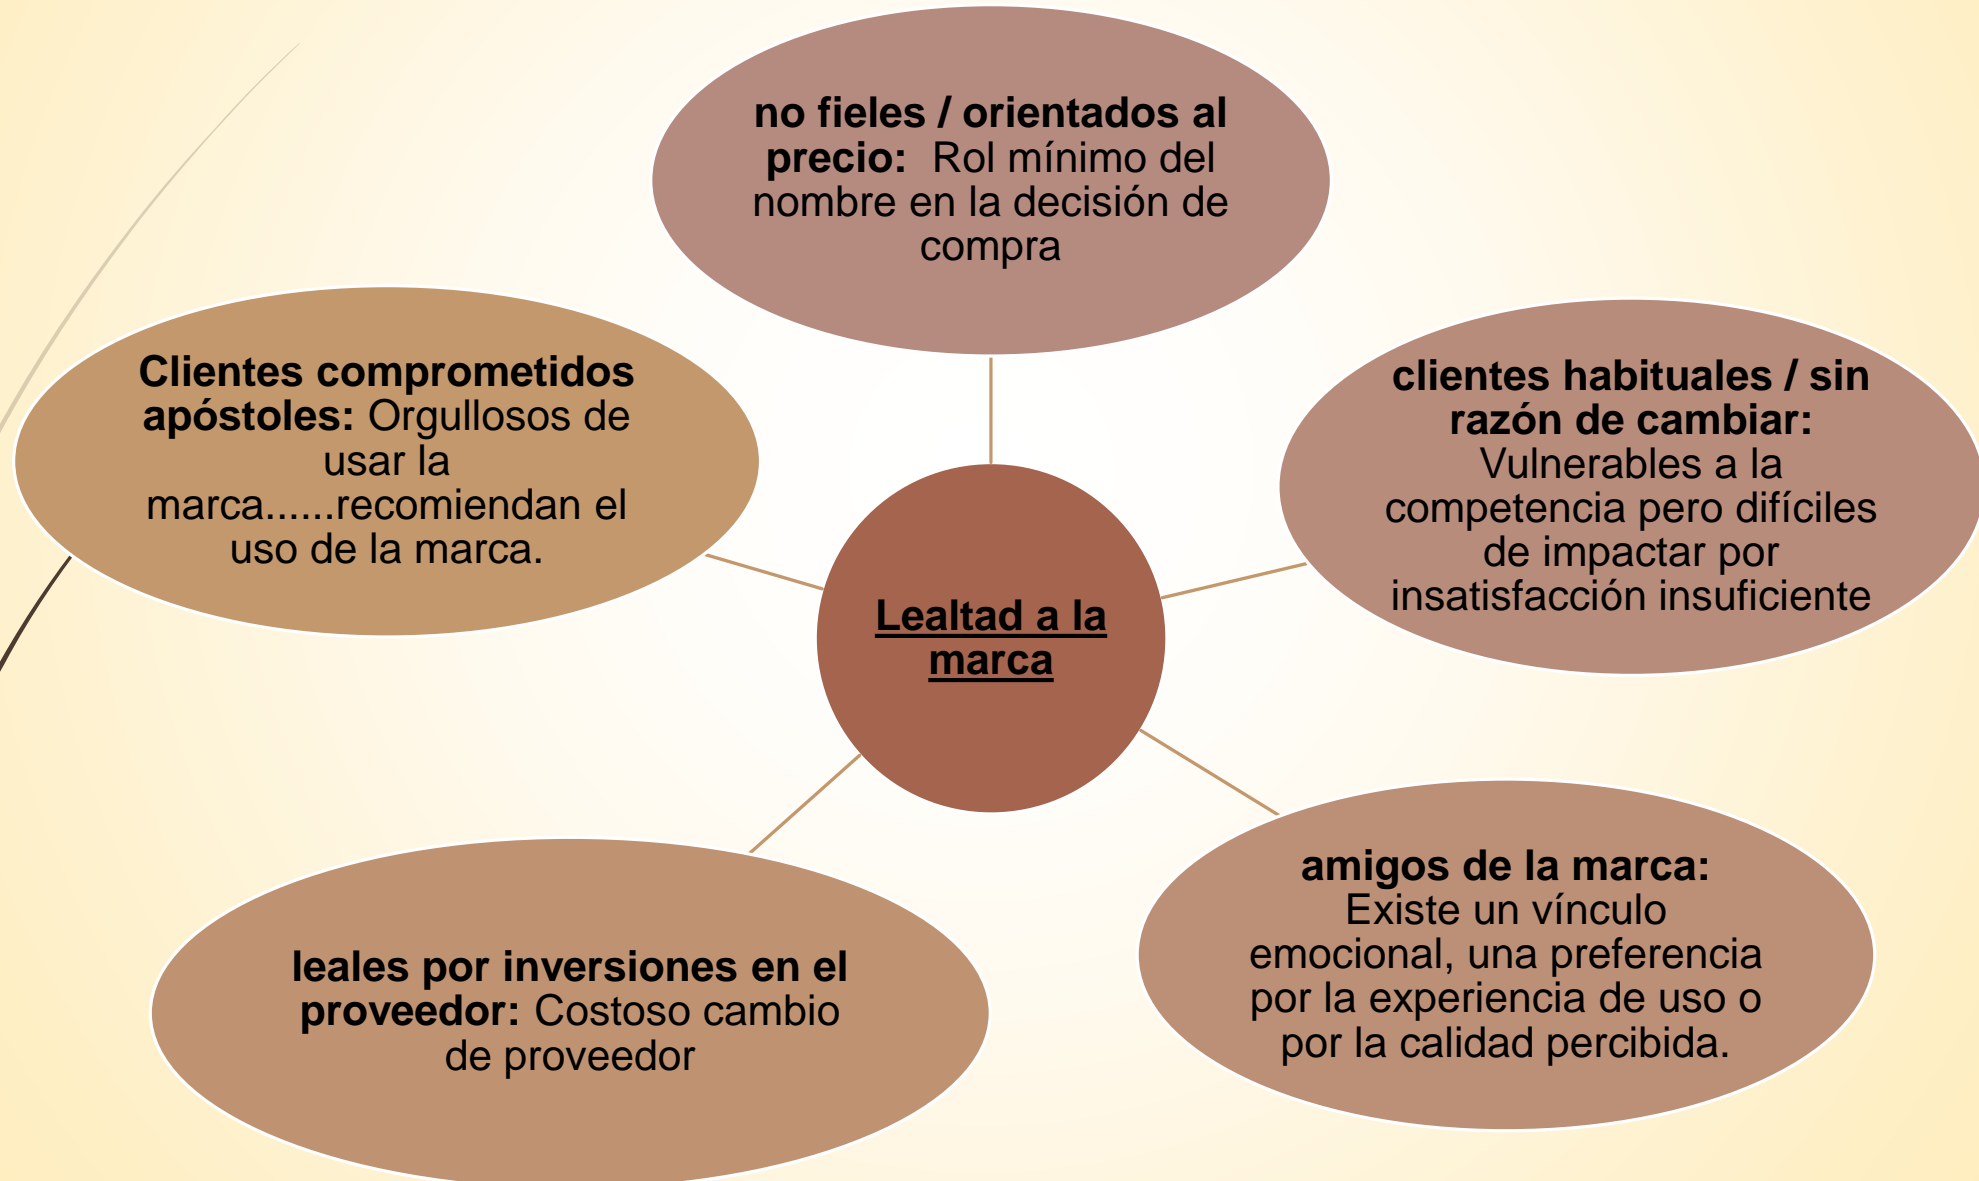 no fieles / orientados al
precio:  Rol mínimo del
nombre en la decisión de
compra
Clientes comprometidos
apóstoles: Orgullosos de
usar la
marca......recomiendan el
uso de la marca.
clientes habituales / sin
razón de cambiar:
Vulnerables a la
competencia pero difíciles
de impactar por
insatisfacción insuficiente
Lealtad a la
marca
leales por inversiones en el
proveedor: Costoso cambio
de proveedor
amigos de la marca:
Existe un vínculo
emocional, una preferencia
por la experiencia de uso o
por la calidad percibida.